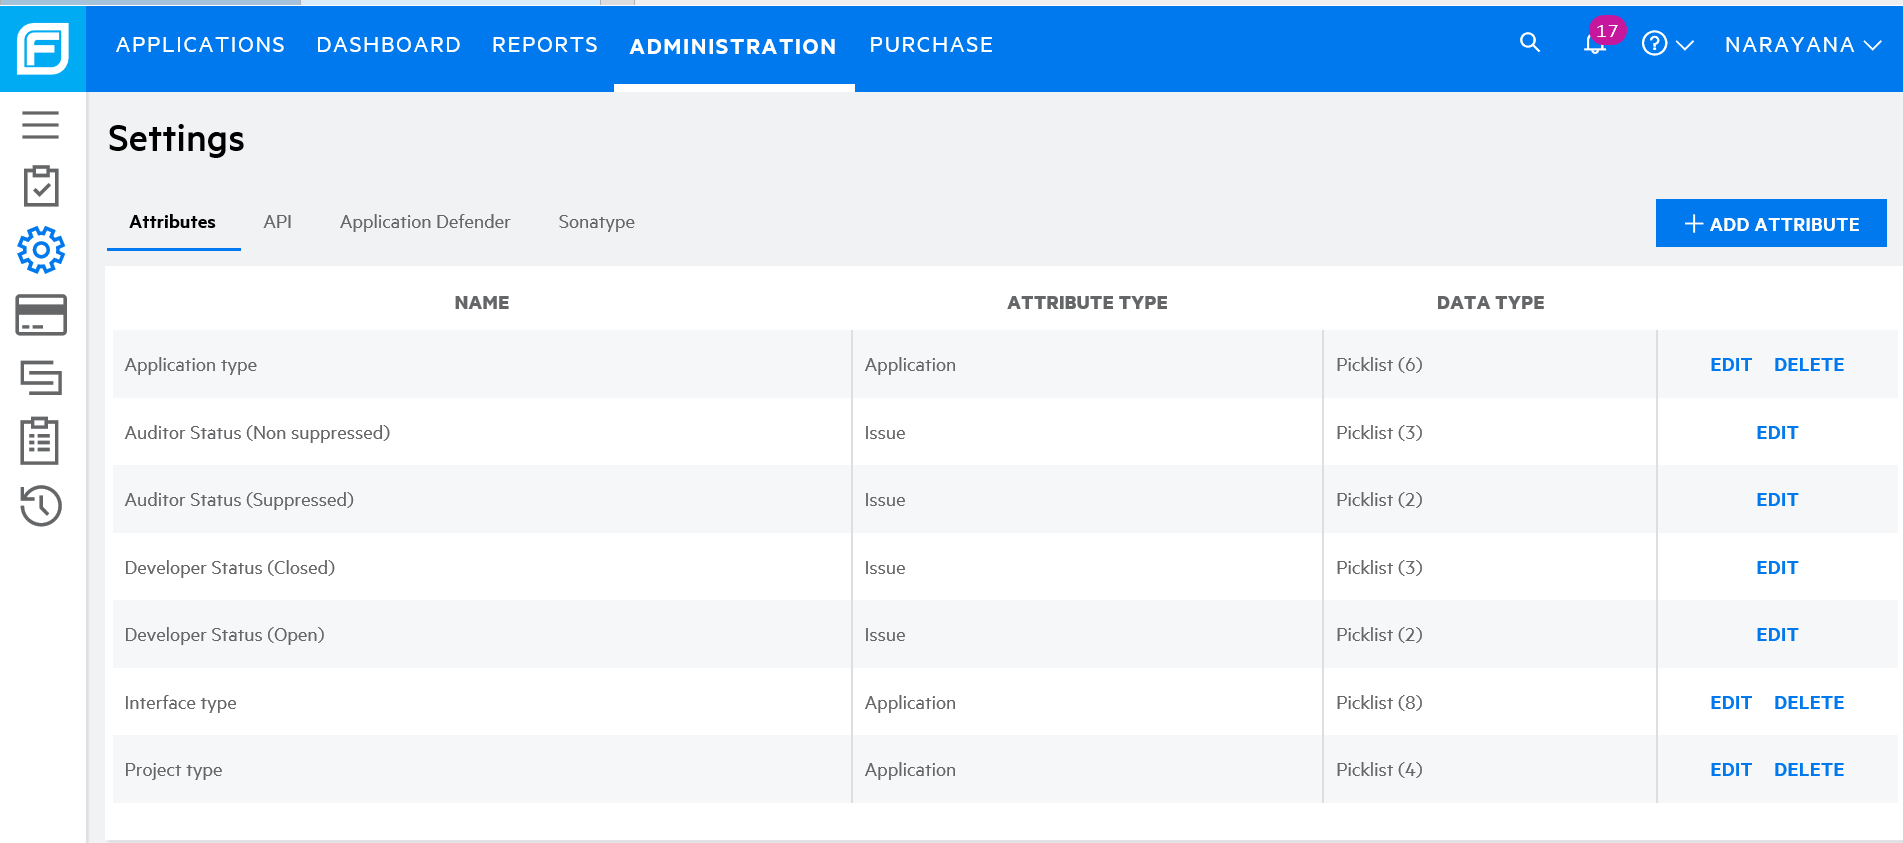 APPLICATIONS DASHBOARD REPORTS ADMINISTRATION PURCHASE 17 NARAYANA
Settings
Attributes API Application Defender Sonatype ADD ATTRIBUTE
NAME ATTRIBUTE TYPE DATA TYPE
Application type Application Picklist (6) EDIT DELETE
Auditor Status (Non suppressed) Issue Picklist (3) EDIT
Auditor Status (Suppressed) Issue Picklist (2) EDIT
Developer Status (Closed) Issue Picklist (3) EDIT
Developer Status (Open) Issue Picklist (2) EDIT
Interface type Application Picklist (8) EDIT DELETE
Project type Application Picklist (4) EDIT DELETE